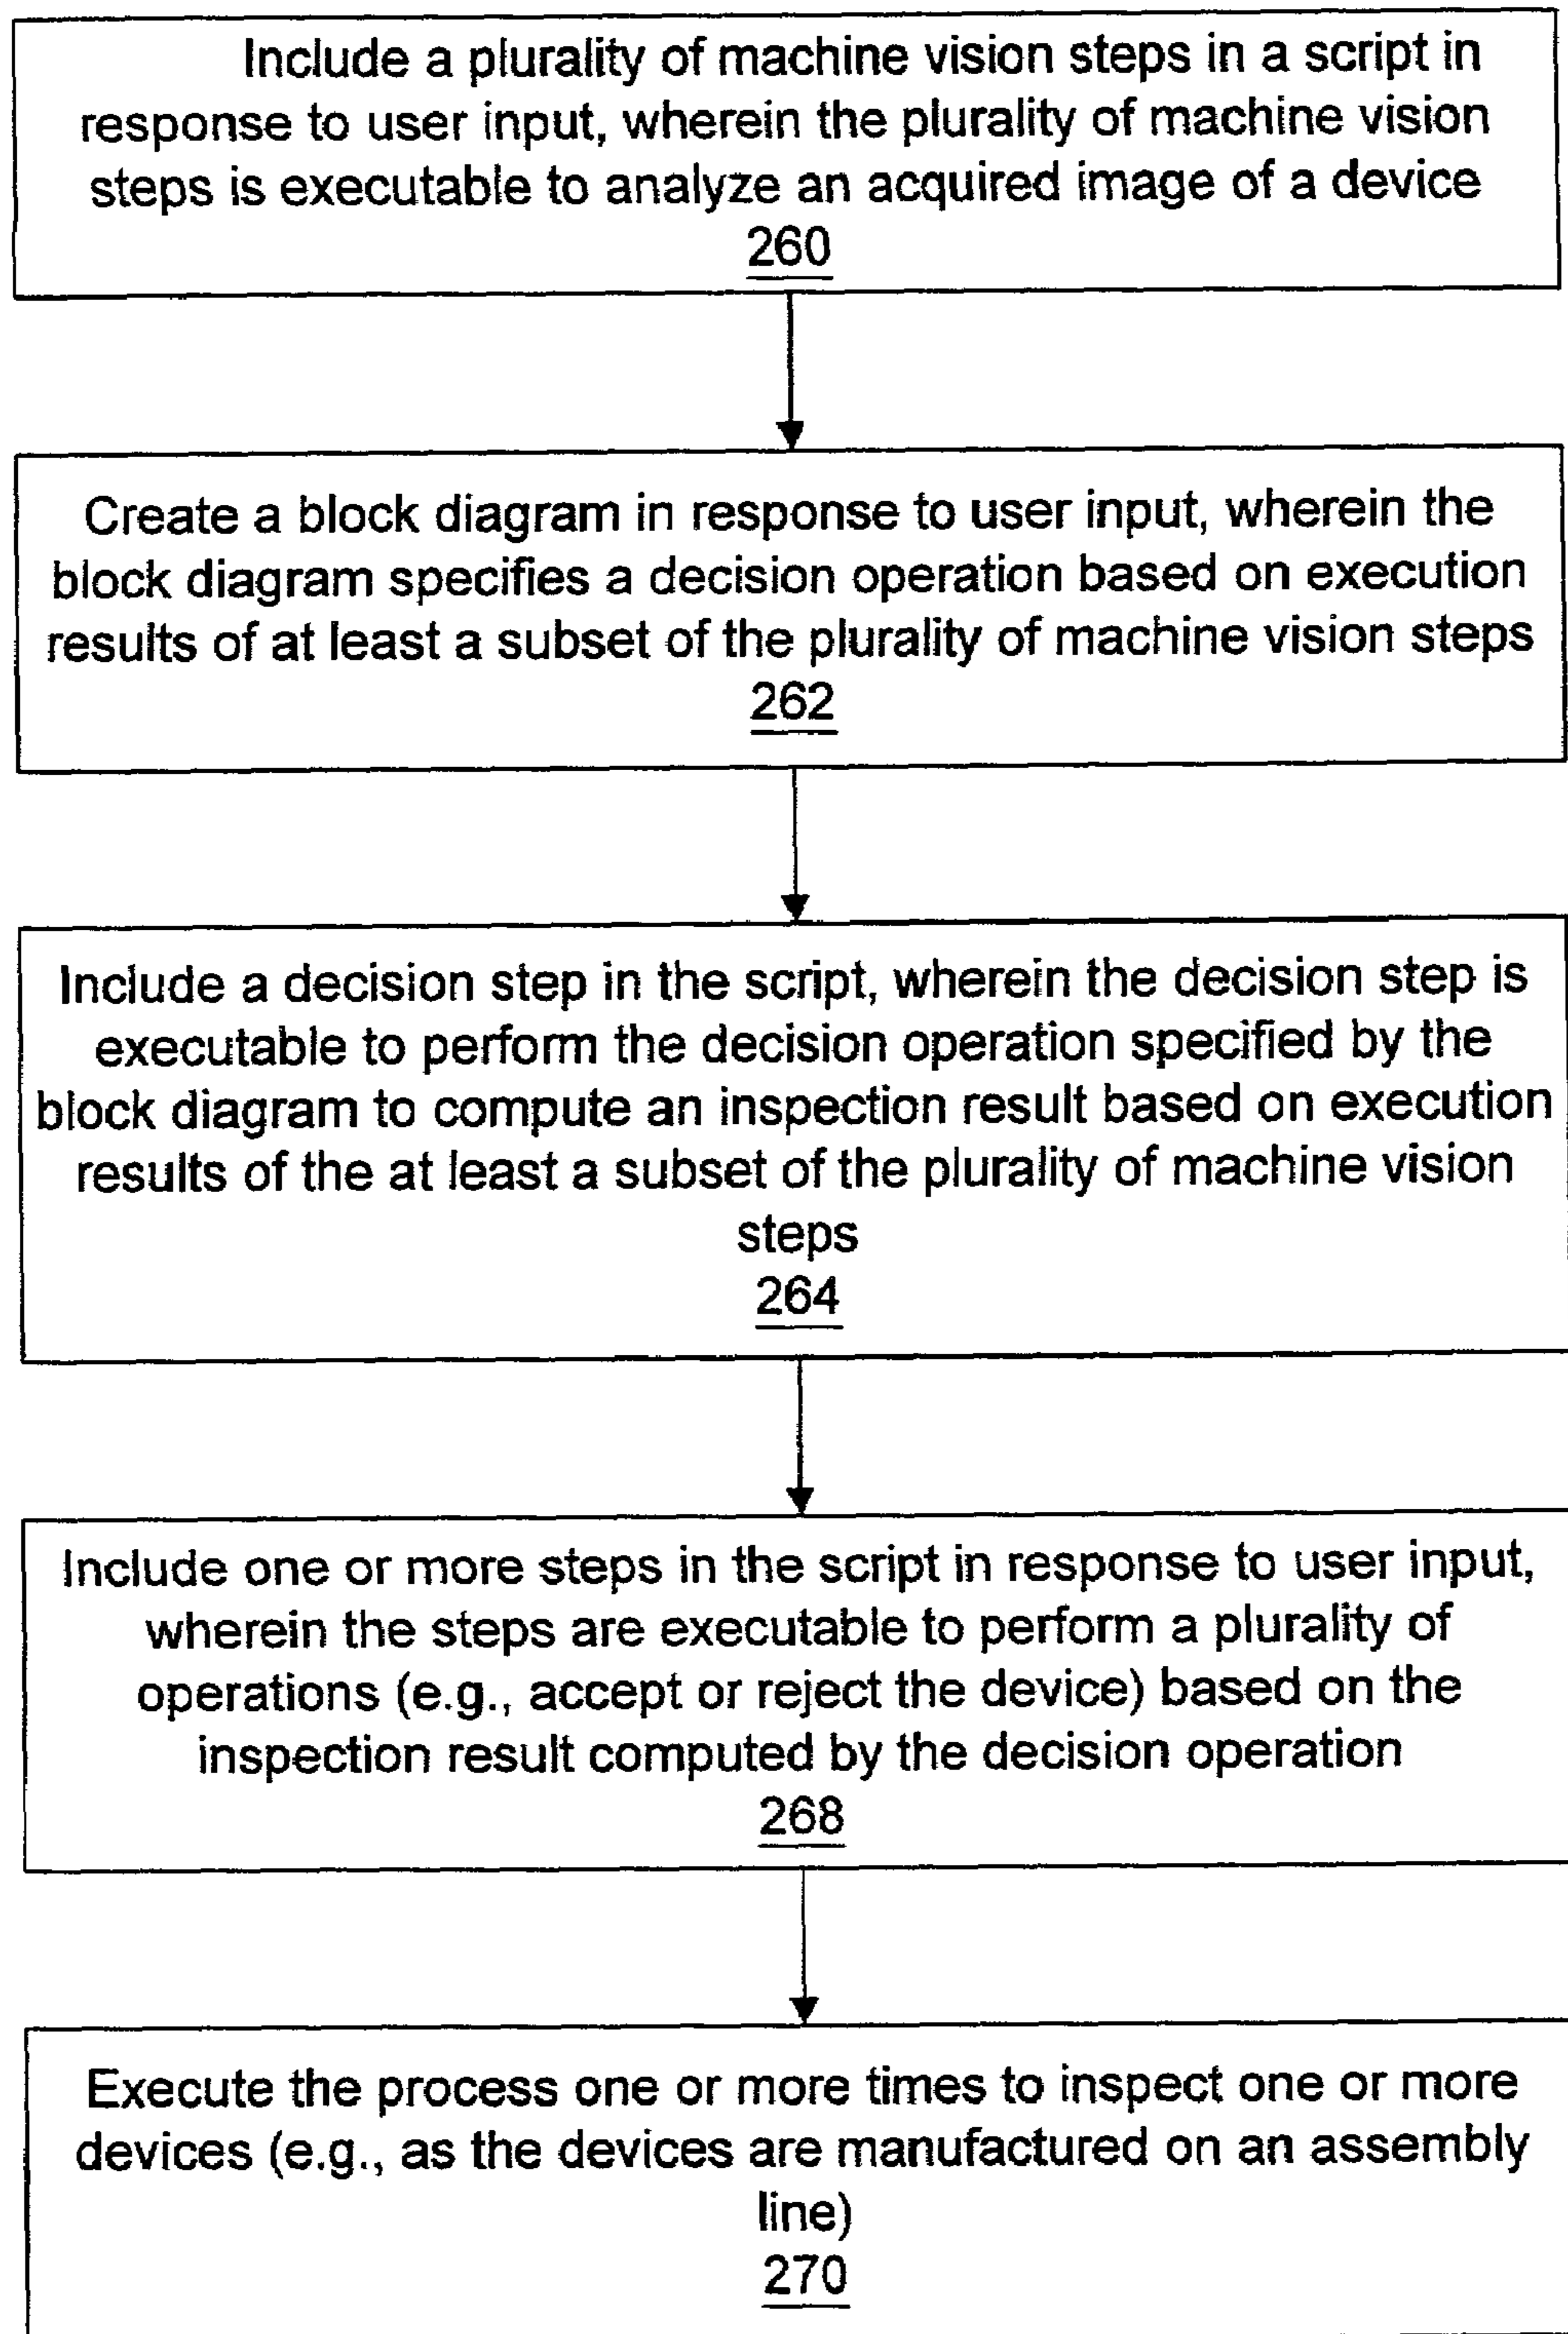 Include a plurality of machine vision steps in a script in
response to user input, wherein the plurality of machine vision
steps is executable to analyze an acquired image of a device
260
Create a block diagram in response to user input, wherein the
block diagram specifies a decision operation based on execution
results of at least a subset of the plurality of machine vision steps
262
Include a decision step in the script, wherein the decision step is
executable to perform the decision operation specified by the
block diagram to compute an inspection result based on execution
results of the at least a subset of the plurality of machine vision
steps
264
Include one or more steps in the script in response to user input,
wherein the steps are executable to perform a plurality of
operations (e.g., accept or reject the device) based on the
inspection result computed by the decision operation
268
Execute the process one or more times to inspect one or more
devices (e.g., as the devices are manufactured on an assembly
line)
270